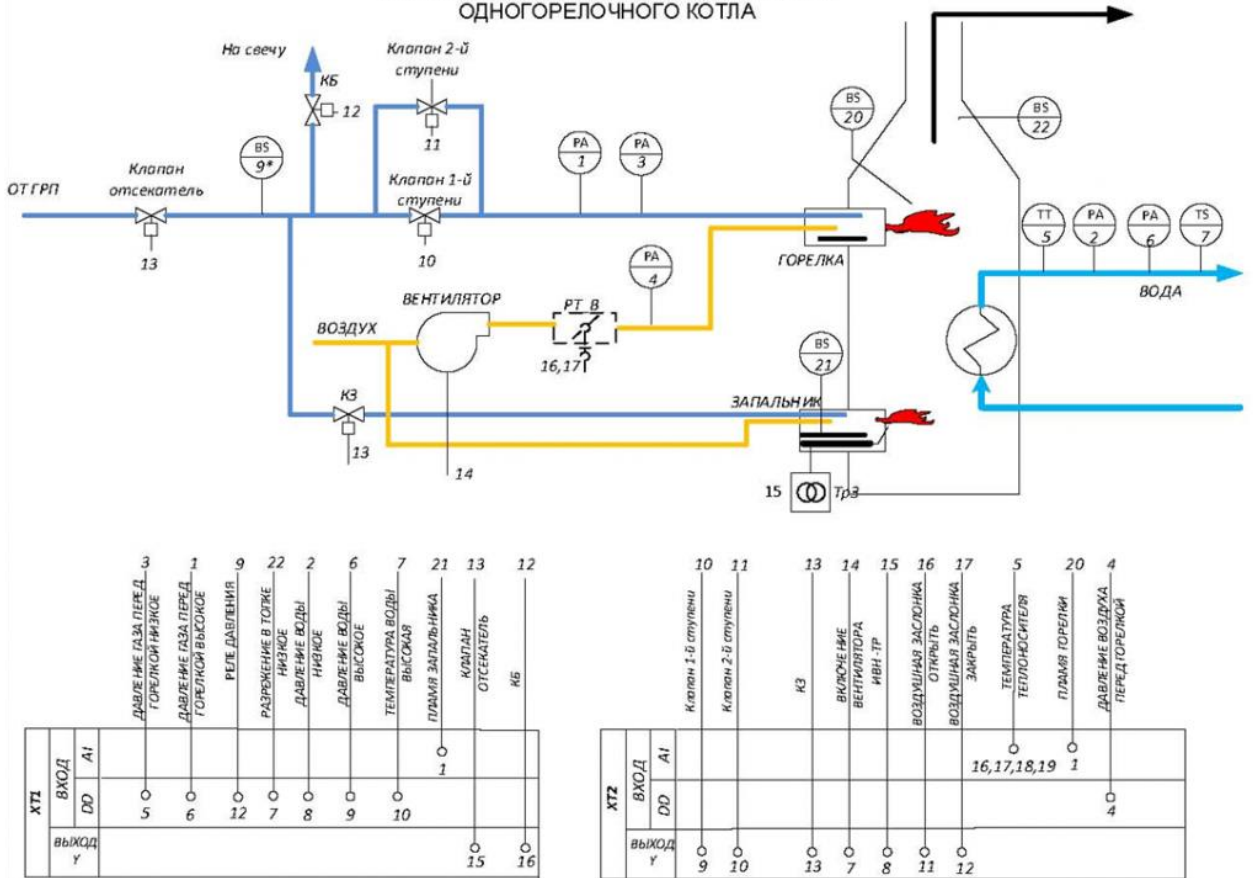 ОДНОГОРЕЛОЧНОГО КОТЛА
На свечу
КБ
12
Клапан 2-й
ступени
11
BS
9*
Клапан
отсекатель
ОТ ГРП
13
Клапан 1-й
ступени
10
PA
1
PA
3
BS
20
BS
22
ГОРЕЛКА
PA
4
TT
5
PA
2
PA
6
TS
7
ВОДА
ВЕНТИЛЯТОР
РТ В
ВОЗДУХ
16,17
BS
21
КЗ
13
14
ЗАПАЛЬНИК
15
ТрЗ
3
1
9
22
2
6
7
21
13
12
ДАВЛЕНИЕ ГАЗА ПЕРЕД
ГОРЕЛКОЙ НИЗКОЕ
ДАВЛЕНИЕ ГАЗА ПЕРЕД
ГОРЕЛКОЙ ВЫСОКОЕ
РЕЛЕ ДАВЛЕНИЯ
РАЗРЕЖЕНИЕ В ТОПКЕ
НИЗКОЕ
ДАВЛЕНИЕ ВОДЫ
НИЗКОЕ
ДАВЛЕНИЕ ВОДЫ
ВЫСОКОЕ
ТЕМПЕРАТУРА ВОДЫ
ВЫСОКАЯ
ПЛАМЯ ЗАПАЛЬНИКА
КЛАПАН
ОТСЕКАТЕЛЬ
КБ
ХТ1
ВХОД
AI
1
DD
5
6
12
7
8
9
10
ВЫХОД
Y
15
16
10
11
13
14
15
16
17
5
20
4
Клапан 1-й ступени
Клапан 2-й ступени
КЗ
ВКЛЮЧЕНИЕ
ВЕНТИЛЯТОРА
ИВН -ТР
ВОЗДУШНАЯ ЗАСЛОНКА
ОТКРЫТЬ
ВОЗДУШНАЯ ЗАСЛОНКА
ЗАКРЫТЬ
ТЕМПЕРАТУРА
ТЕПЛОНОСИТЕЛЯ
ПЛАМЯ ГОРЕЛКИ
ДАВЛЕНИЕ ВОЗДУХА
ПЕРЕД ГОРЕЛКОЙ
ХТ2
ВХОД
AI
16,17,18,19
1
DD
4
ВЫХОД
Y
9
10
13
7
8
11
12